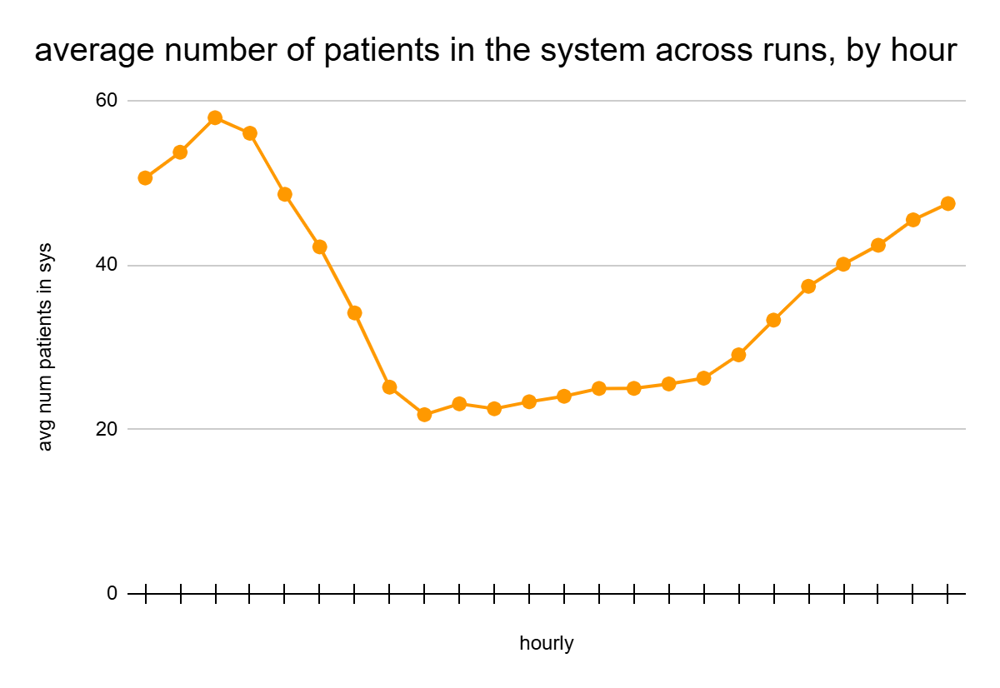 average number of patients in the system across runs, by hour
60
40
20
0
avg num patients in sys
hourly